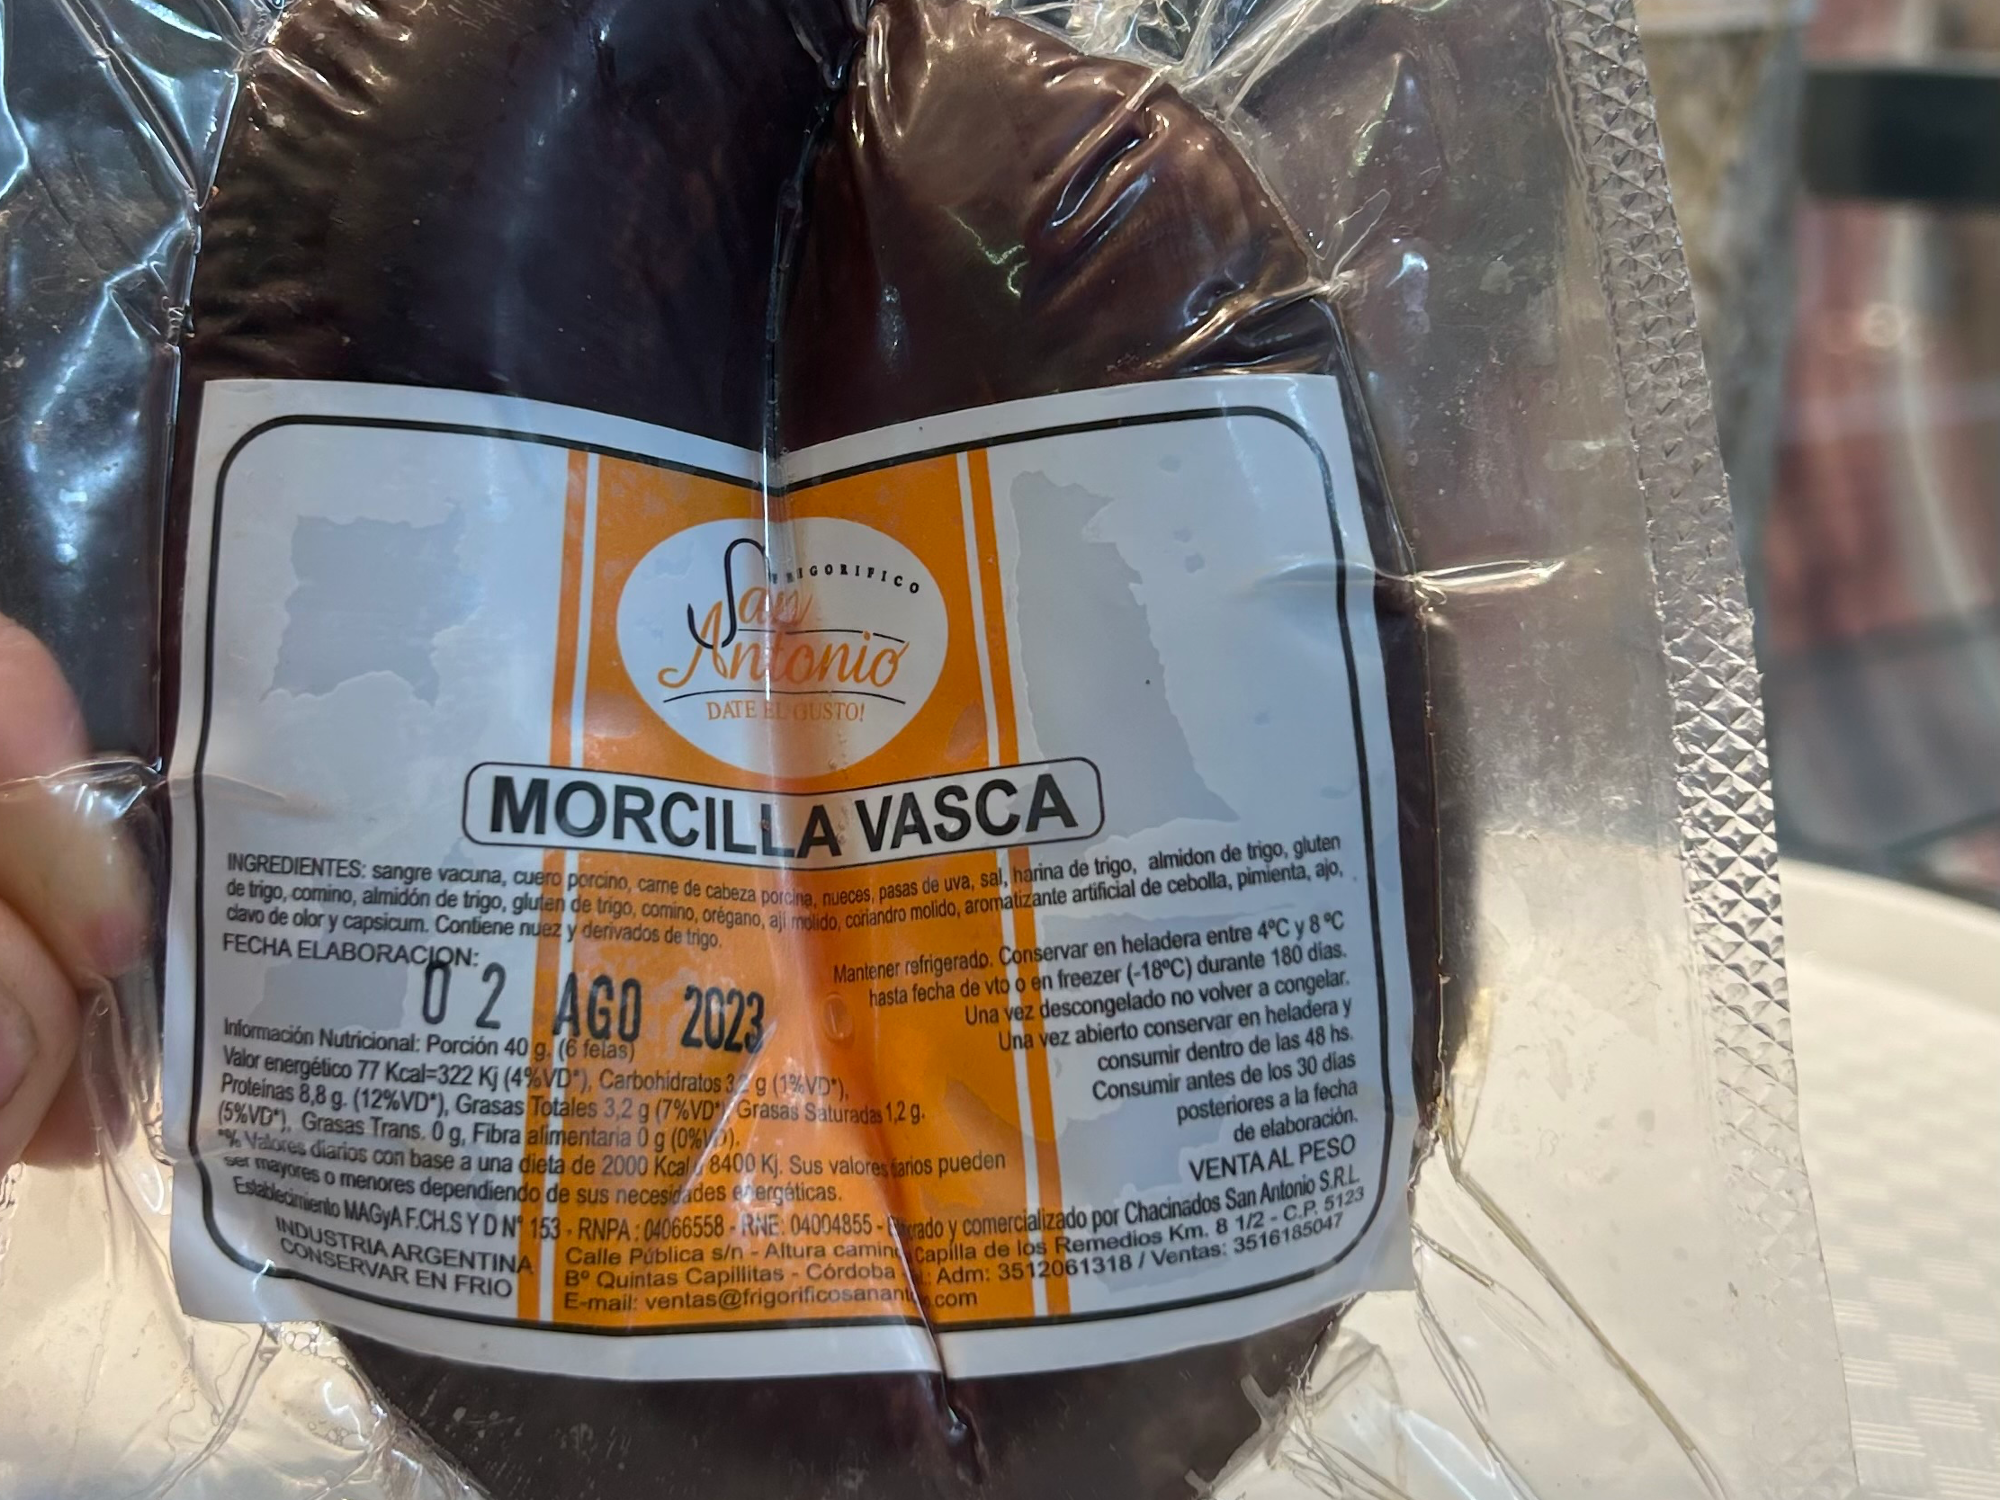 FRIGORIFICO
San
Antonio
DATE EL GUSTO!
MORCILLA VASCA
INGREDIENTES: sangre vacuna, cuero porcino, carne de cabeza porcina, nueces, pasas de uva, sal, harina de trigo, almidon de trigo, gluten
de trigo, comino, almidón de trigo, gluten de trigo, comino, orégano, ají molido, coriandro molido, aromatizante artificial de cebolla, pimienta, ajo,
clavo de olor y capsicum. Contiene nuez y derivados de trigo.
FECHA ELABORACION:
02 AGO 2023
Mantener refrigerado. Conservar en heladera entre 4ºC y 8 ºC
hasta fecha de vto o en freezer (-18ºC) durante 180 días.
Una vez descongelado no volver a congelar.
Una vez abierto conservar en heladera y
consumir dentro de las 48 hs.
Consumir antes de los 30 días
posteriores a la fecha
de elaboración.
VENTA AL PESO
Información Nutricional: Porción 40 g. (6 fetas)
Valor energético 77 Kcal=322 Kj (4%VD*), Carbohidratos g (1%VD*),
Proteinas 8,8 g. (12%VD*), Grasas Totales 3,2 g (7%VD*) Grasas Saturadas 1,2 g.
(5%VD*), Grasas Trans. 0 g, Fibra alimentaria 0 g (0%VD).
*% Valores diarios con base a una dieta de 2000 Kcal 8400 Kj. Sus valores pueden
ser mayores o menores dependiendo de sus necesidades energéticas.
Establecimiento MAGyA F.CH.S Y D Nº 153 - RNPA : 04066558 - RNE: 04004855 - y comercializado por Chacinados San Antonio S.R.L
INDUSTRIA ARGENTINA
CONSERVAR EN FRIO
Calle Pública s/n - Altura camino Capilla de los Remedios Km. 8 1/2 - C.P. 5123
Bº Quintas Capillitas - Córdoba - Adm: 3512061318 / Ventas: 3516185047
E-mail: